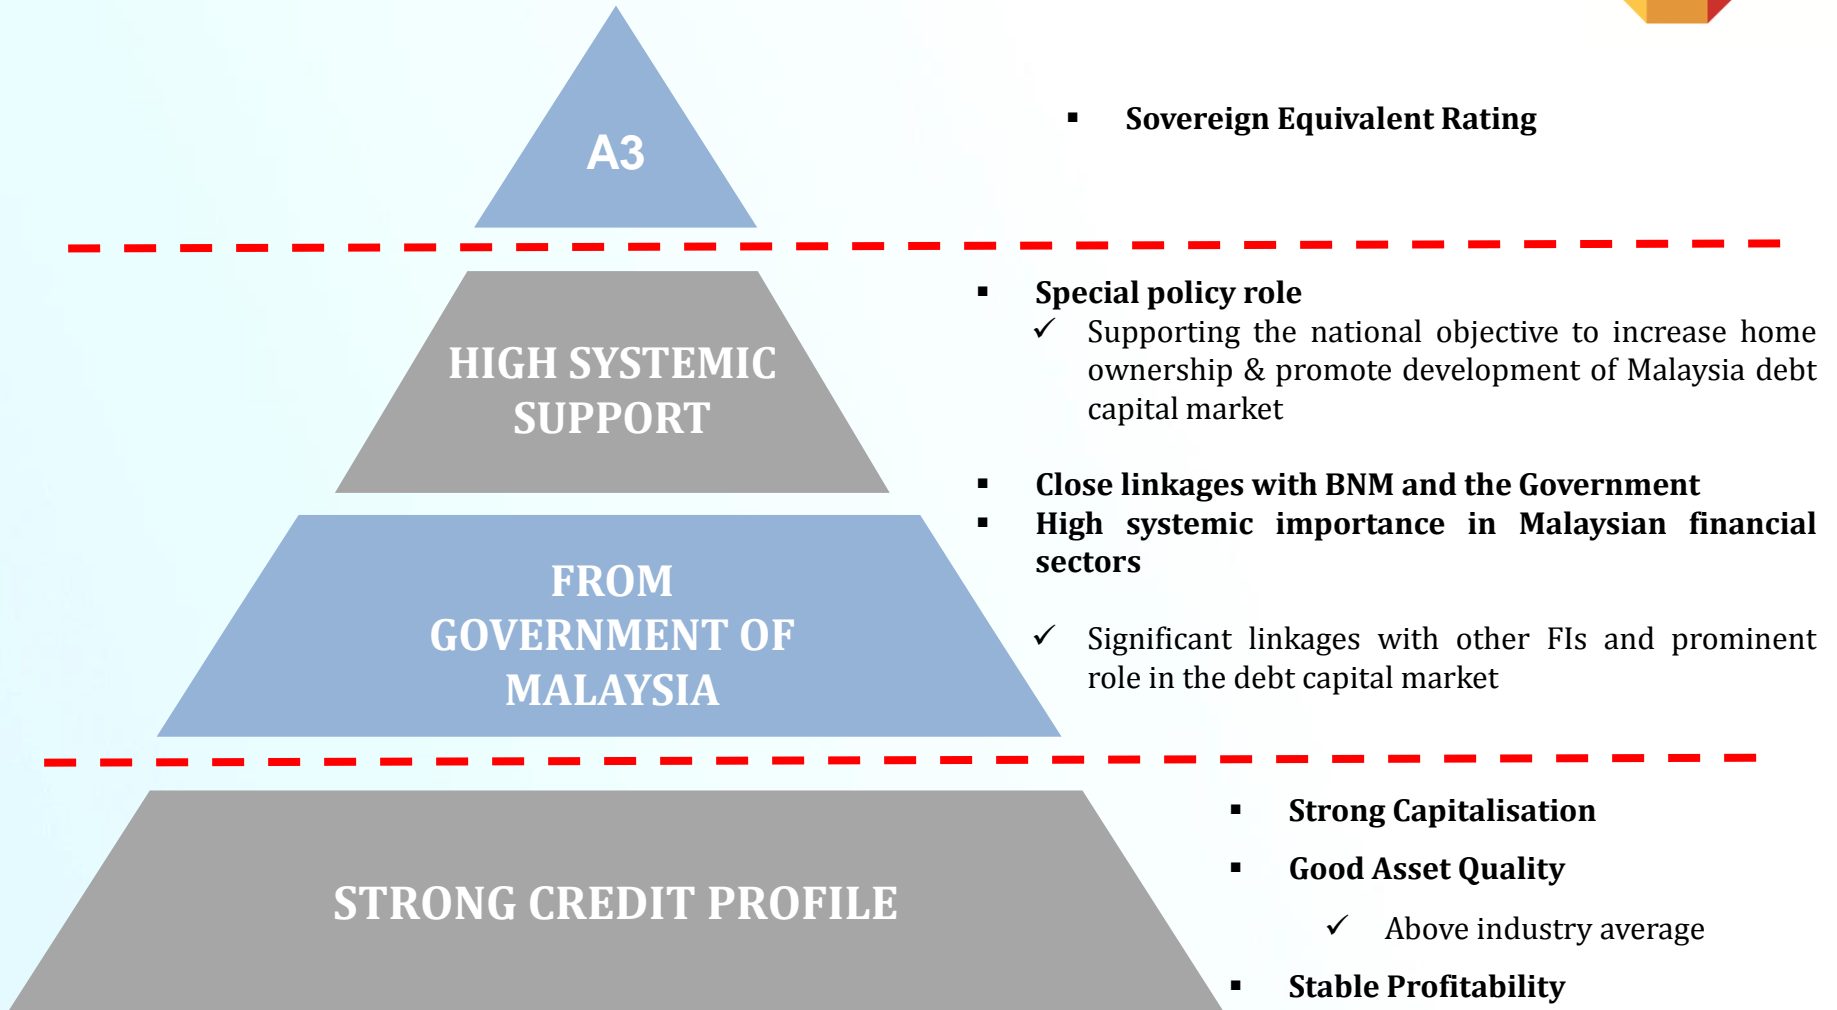 A3
▪ Sovereign Equivalent Rating
HIGH SYSTEMIC
SUPPORT
▪ Special policy role
✓ Supporting the national objective to increase home
ownership & promote development of Malaysia debt
capital market
▪ Close linkages with BNM and the Government
▪ High systemic importance in Malaysian financial
sectors
FROM
GOVERNMENT OF
MALAYSIA
✓ Significant linkages with other FIs and prominent
role in the debt capital market
STRONG CREDIT PROFILE
▪ Strong Capitalisation
▪ Good Asset Quality
✓ Above industry average
▪ Stable Profitability